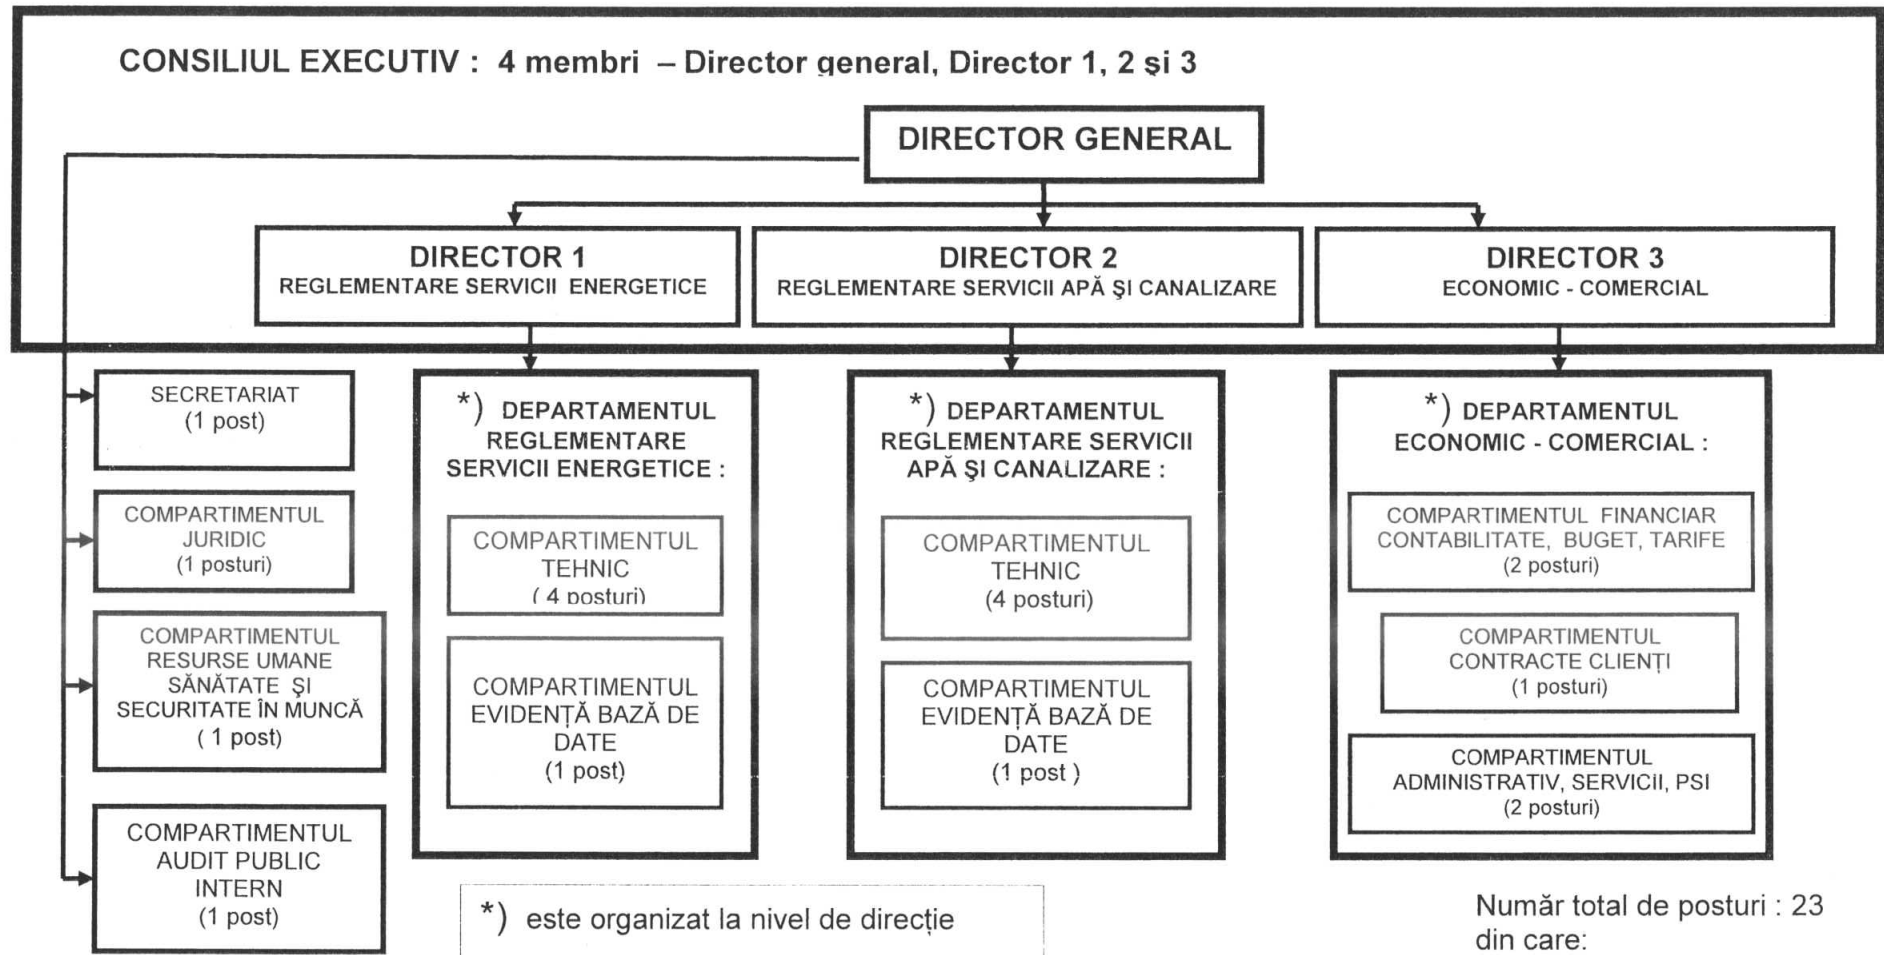 CONSILIUL EXECUTIV : 4 membri – Director general, Director 1, 2 şi 3
DIRECTOR GENERAL
DIRECTOR 1
REGLEMENTARE SERVICII ENERGETICE
DIRECTOR 2
REGLEMENTARE SERVICII APĂ ŞI CANALIZARE
DIRECTOR 3
ECONOMIC - COMERCIAL
SECRETARIAT
(1 post)
COMPARTIMENTUL
JURIDIC
(1 posturi)
COMPARTIMENTUL
RESURSE UMANE
SĂNĂTATE ŞI
SECURITATE ÎN MUNCĂ
( 1 post)
COMPARTIMENTUL
AUDIT PUBLIC
INTERN
(1 post)
*) DEPARTAMENTUL
REGLEMENTARE
SERVICII ENERGETICE :
COMPARTIMENTUL
TEHNIC
( 4 posturi)
COMPARTIMENTUL
EVIDENȚĂ BAZĂ DE
DATE
(1 post)
*) DEPARTAMENTUL
REGLEMENTARE SERVICII
APĂ ŞI CANALIZARE :
COMPARTIMENTUL
TEHNIC
(4 posturi)
COMPARTIMENTUL
EVIDENȚĂ BAZĂ DE
DATE
(1 post )
*) DEPARTAMENTUL
ECONOMIC - COMERCIAL :
COMPARTIMENTUL FINANCIAR
CONTABILITATE, BUGET, TARIFE
(2 posturi)
COMPARTIMENTUL
CONTRACTE CLIENȚI
(1 posturi)
COMPARTIMENTUL
ADMINISTRATIV, SERVICII, PSI
(2 posturi)
*) este organizat la nivel de direcție
Număr total de posturi : 23
din care: